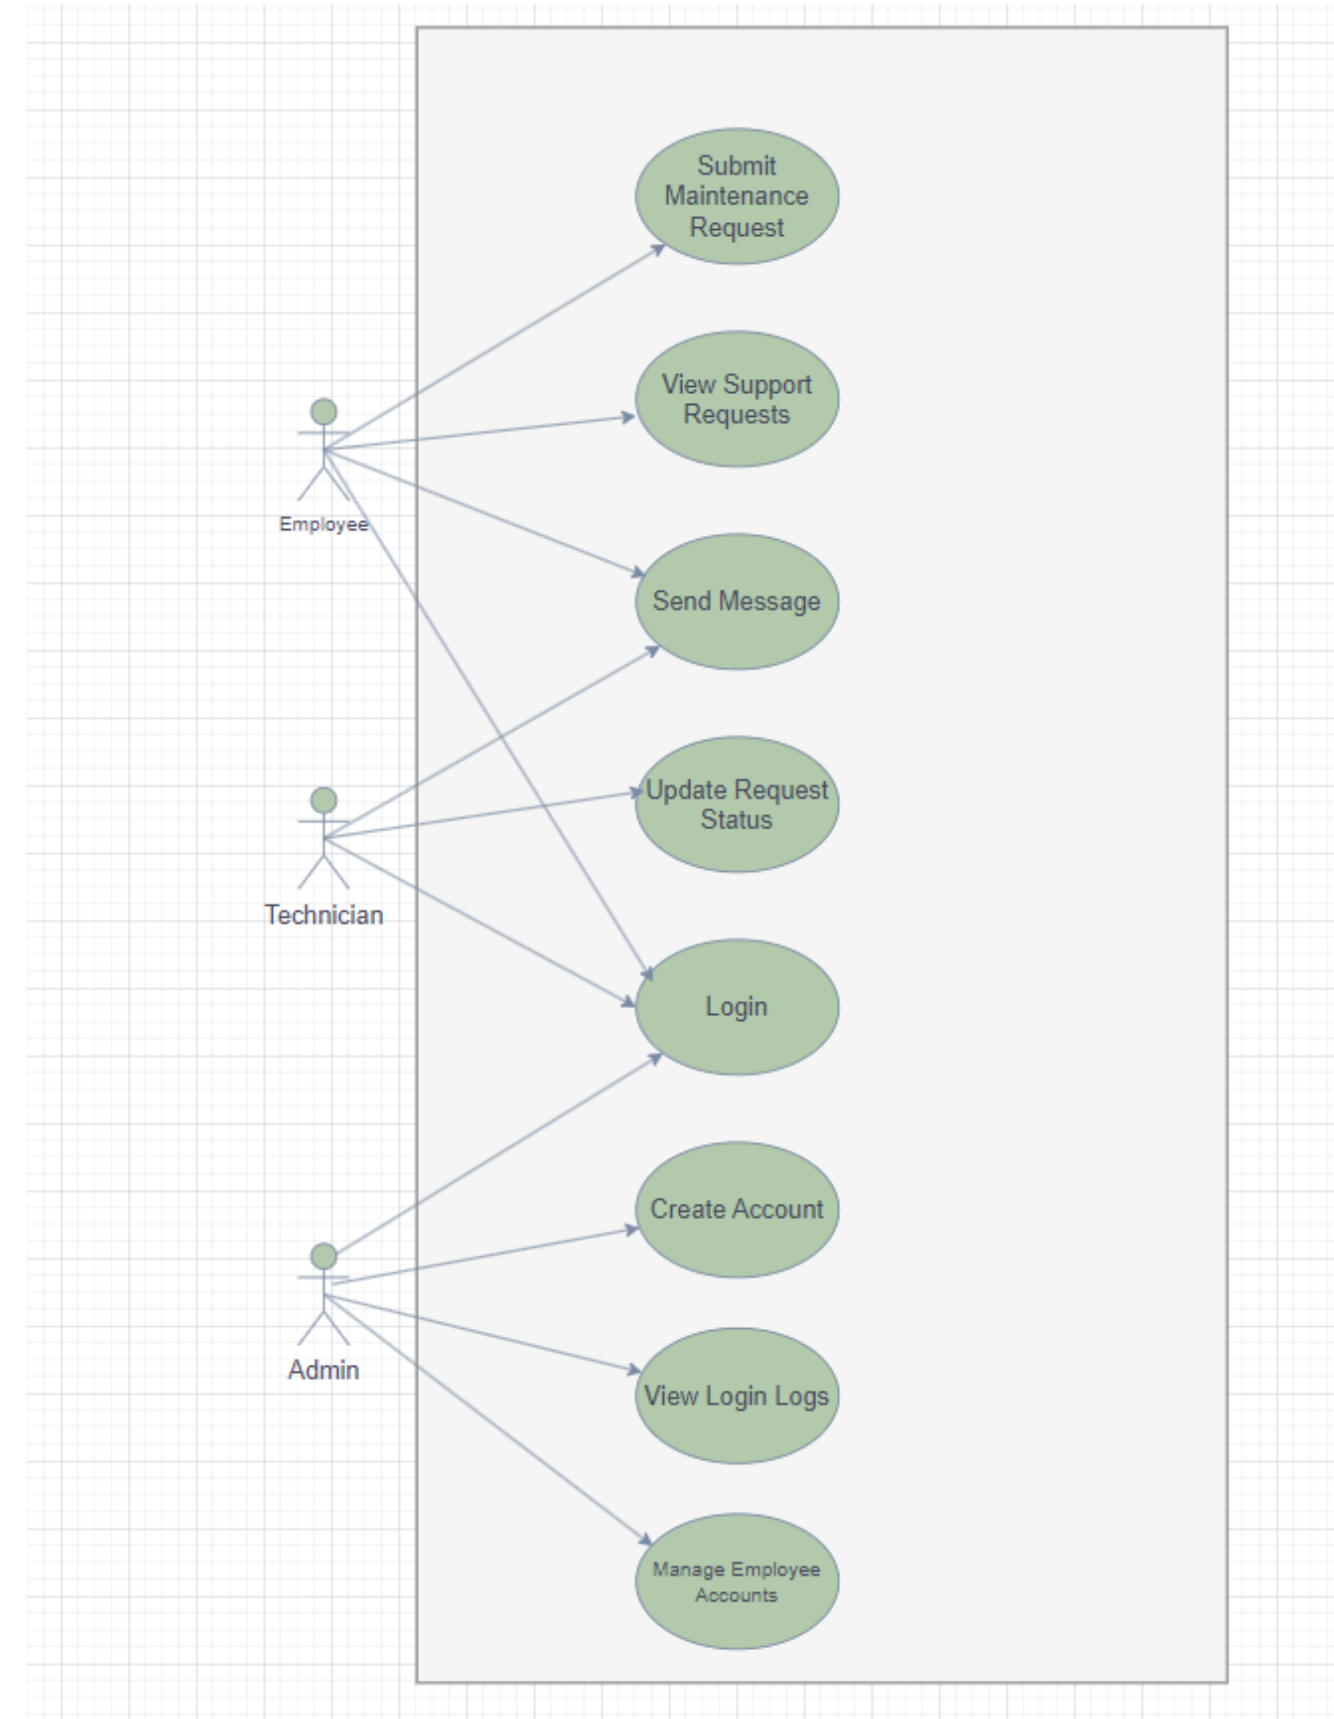 Submit
Maintenance
Request
View Support
Requests
Employee
Send Message
Update Request
Status
Technician
Login
Create Account
Admin
View Login Logs
Manage Employee
Accounts